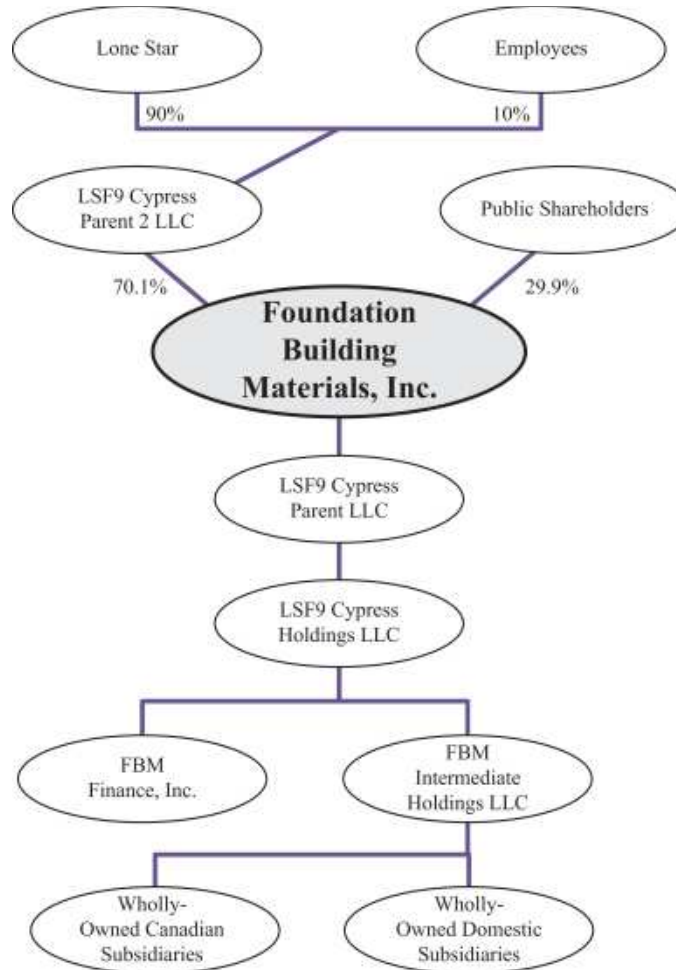 Lone Star
Employees
90%
10%
LSF9 Cypress
Parent 2 LLC
Public Shareholders
70.1%
29.9%
Foundation
Building
Materials, Inc.
LSF9 Cypress
Parent LLC
LSF9 Cypress
Holdings LLC
FBM
Finance, Inc.
FBM
Intermediate
Holdings LLC
Wholly-
Owned Canadian
Subsidiaries
Wholly-
Owned Domestic
Subsidiaries